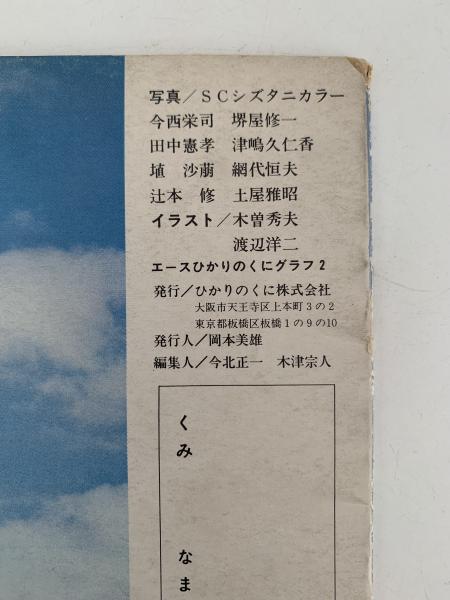 写真／ＳＣシズタニカラー
今西栄司　堺屋修一
田中憲孝　津嶋久仁香
埴　沙萠　網代恒夫
辻本　修　土屋雅昭
イラスト／木曽秀夫
渡辺洋二
エースひかりのくにグラフ２
発行／ひかりのくに株式会社
大阪市天王寺区上本町３の２
東京都板橋区板橋１の９の10
発行人／岡本美雄
編集人／今北正一　木津宗人
くみ
なま